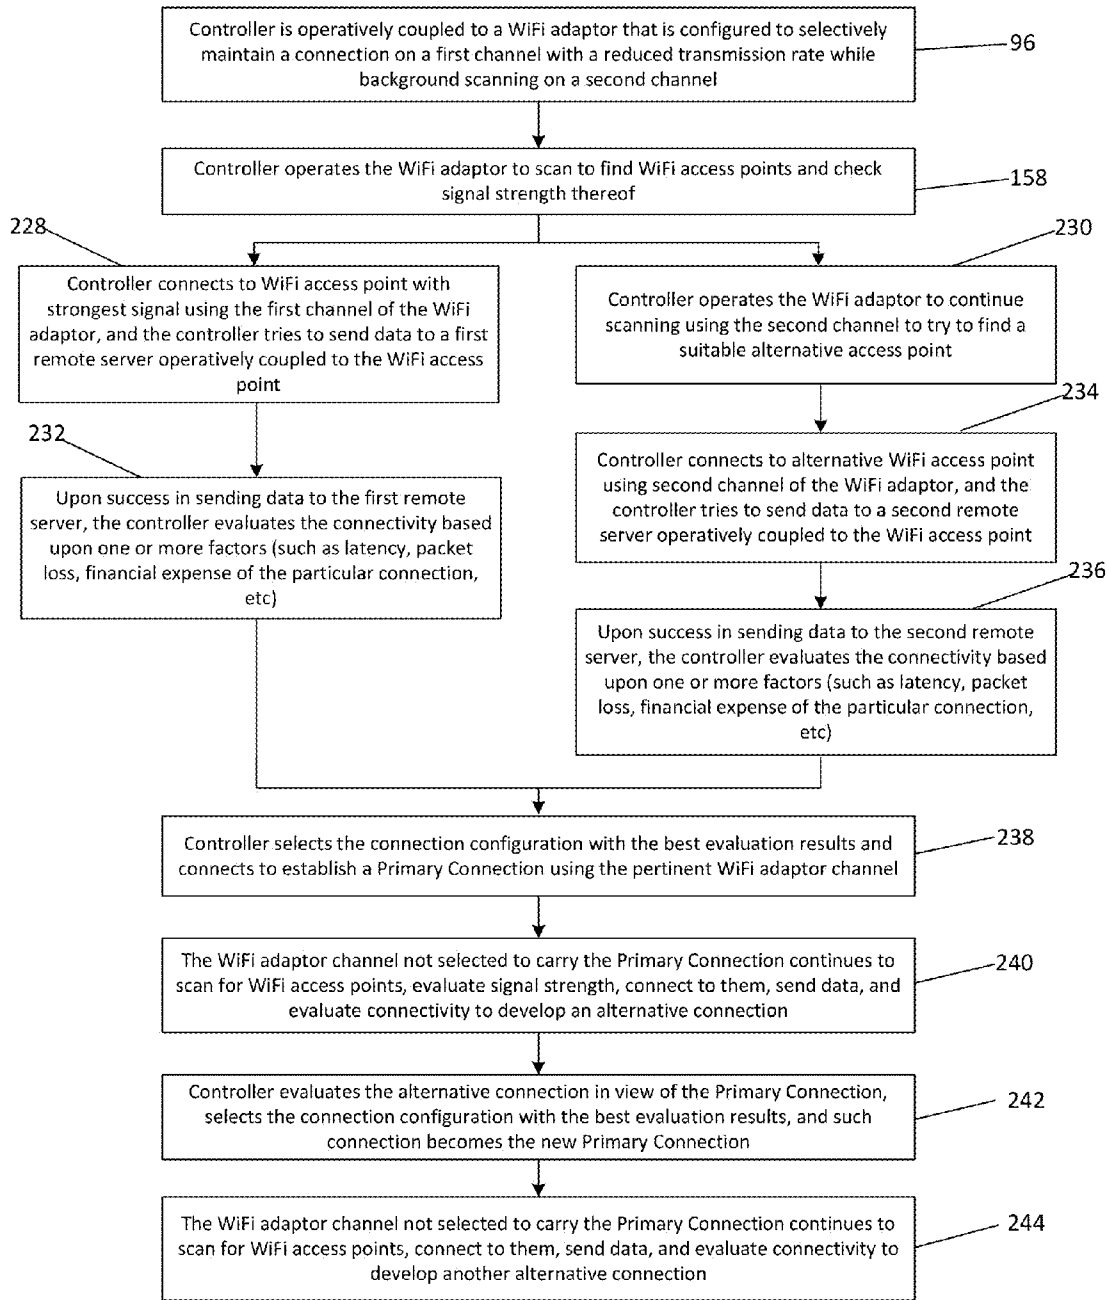 Controller is operatively coupled to a WiFi adaptor that is configured to selectively
maintain a connection on a first channel with a reduced transmission rate while
background scanning on a second channel
96
Controller operates the WiFi adaptor to scan to find WiFi access points and check
signal strength thereof
158
228
Controller connects to WiFi access point with
strongest signal using the first channel of the WiFi
adaptor, and the controller tries to send data to a first
remote server operatively coupled to the WiFi access
point
230
Controller operates the WiFi adaptor to continue
scanning using the second channel to try to find a
suitable alternative access point
232
Upon success in sending data to the first remote
server, the controller evaluates the connectivity based
upon one or more factors (such as latency, packet
loss, financial expense of the particular connection,
etc)
234
Controller connects to alternative WiFi access point
using second channel of the WiFi adaptor, and the
controller tries to send data to a second remote
server operatively coupled to the WiFi access point
236
Upon success in sending data to the second remote
server, the controller evaluates the connectivity based
upon one or more factors (such as latency, packet
loss, financial expense of the particular connection,
etc)
Controller selects the connection configuration with the best evaluation results and
connects to establish a Primary Connection using the pertinent WiFi adaptor channel
238
The WiFi adaptor channel not selected to carry the Primary Connection continues to
scan for WiFi access points, evaluate signal strength, connect to them, send data, and
evaluate connectivity to develop an alternative connection
240
Controller evaluates the alternative connection in view of the Primary Connection,
selects the connection configuration with the best evaluation results, and such
connection becomes the new Primary Connection
242
The WiFi adaptor channel not selected to carry the Primary Connection continues to
scan for WiFi access points, connect to them, send data, and evaluate connectivity to
develop another alternative connection
244